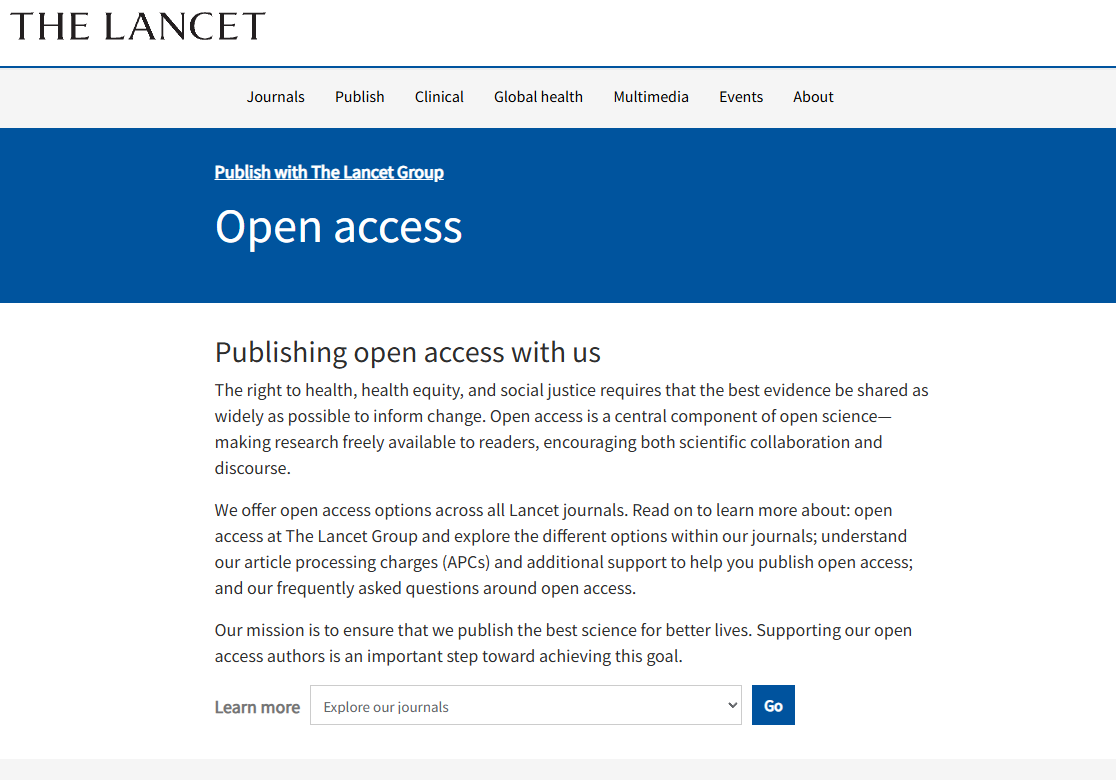 THE LANCET
Journals Publish Clinical Global health Multimedia Events About
Publish with The Lancet Group
Open access
Publishing open access with us
The right to health, health equity, and social justice requires that the best evidence be shared as
widely as possible to inform change. Open access is a central component of open science—
making research freely available to readers, encouraging both scientific collaboration and
discourse.
We offer open access options across all Lancet journals. Read on to learn more about: open
access at The Lancet Group and explore the different options within our journals; understand
our article processing charges (APCs) and additional support to help you publish open access;
and our frequently asked questions around open access.
Our mission is to ensure that we publish the best science for better lives. Supporting our open
access authors is an important step toward achieving this goal.
Learn more Explore our journals Go